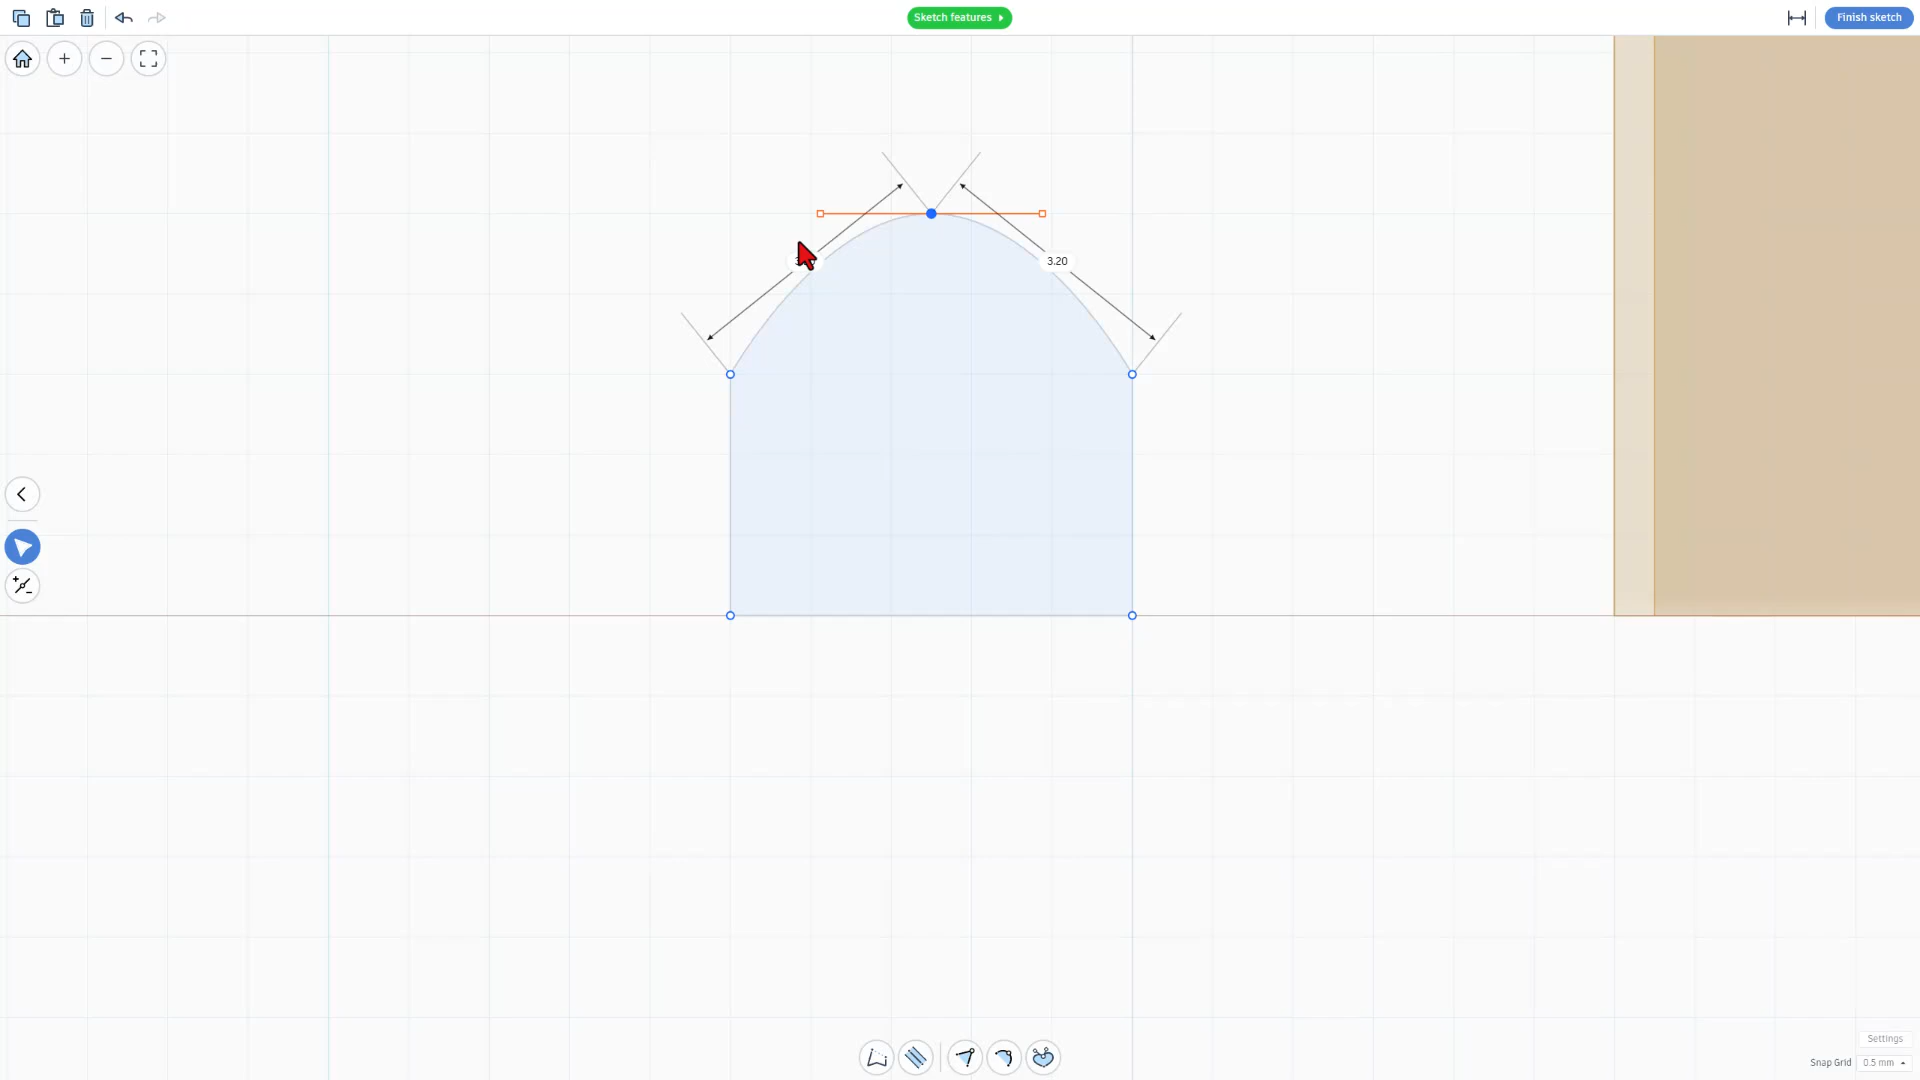 Sketch features
Finish sketch
3.20
Settings
Snap Grid 0.5 mm